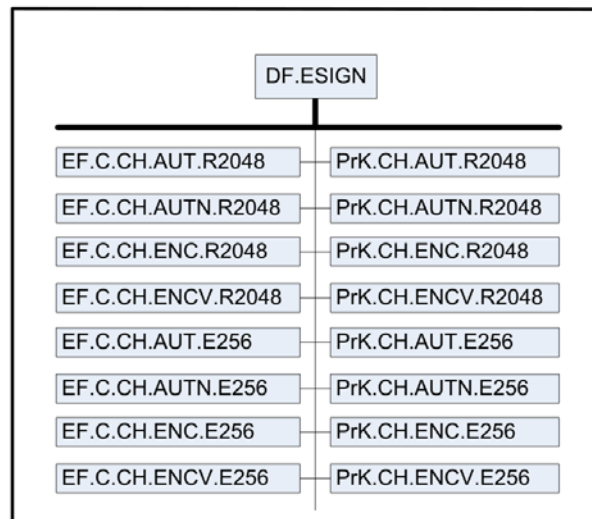 DF.ESIGN
EF.C.CH.AUT.R2048 PrK.CH.AUT.R2048
EF.C.CH.AUTN.R2048 PrK.CH.AUTN.R2048
EF.C.CH.ENC.R2048 PrK.CH.ENC.R2048
EF.C.CH.ENCV.R2048 PrK.CH.ENCV.R2048
EF.C.CH.AUT.E256 PrK.CH.AUT.E256
EF.C.CH.AUTN.E256 PrK.CH.AUTN.E256
EF.C.CH.ENC.E256 PrK.CH.ENC.E256
EF.C.CH.ENCV.E256 PrK.CH.ENCV.E256